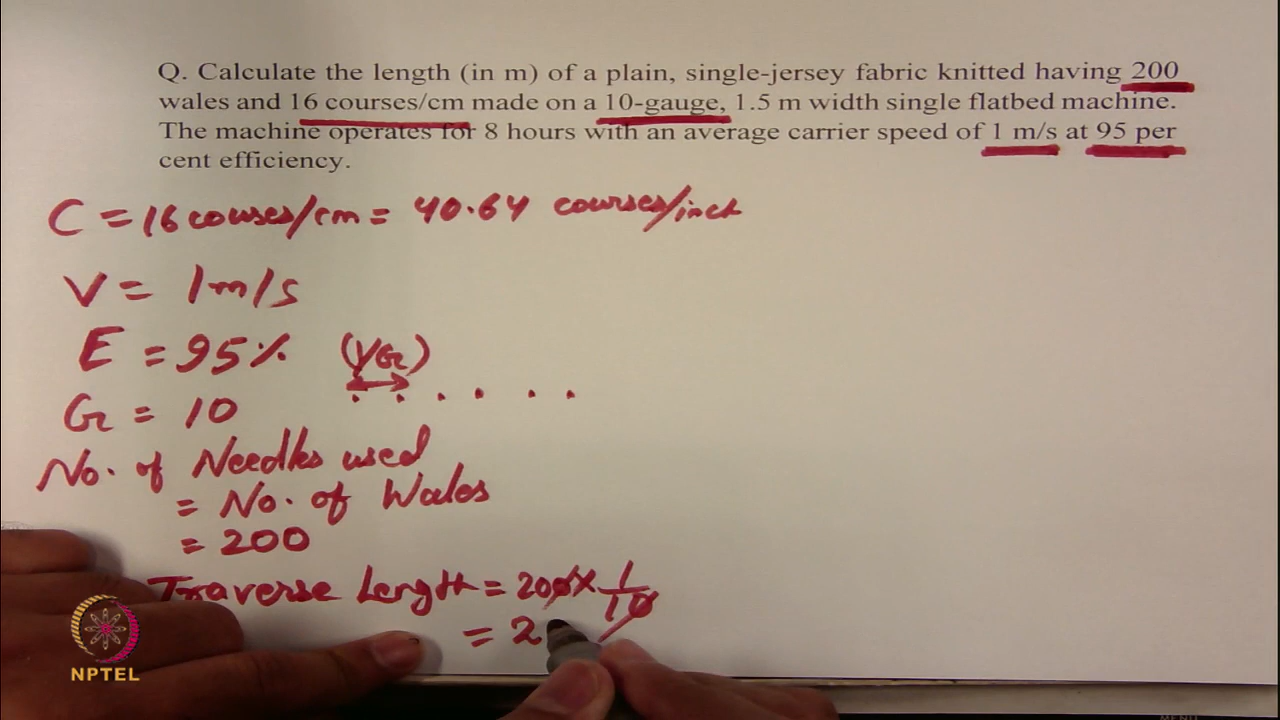 Q. Calculate the length (in m) of a plain, single-jersey fabric knitted having 200
wales and 16 courses/cm made on a 10-gauge, 1.5 m width single flatbed machine.
The machine operates for 8 hours with an average carrier speed of 1 m/s at 95 per
cent efficiency.
C = 16 courses/cm = 40.64 courses/inch
V = 1m/s
E = 95%
(1/G)
G = 10
No. of Needles used
= No. of Wales
= 200
Traverse Length = 200 × 1/10
= 2
NPTEL